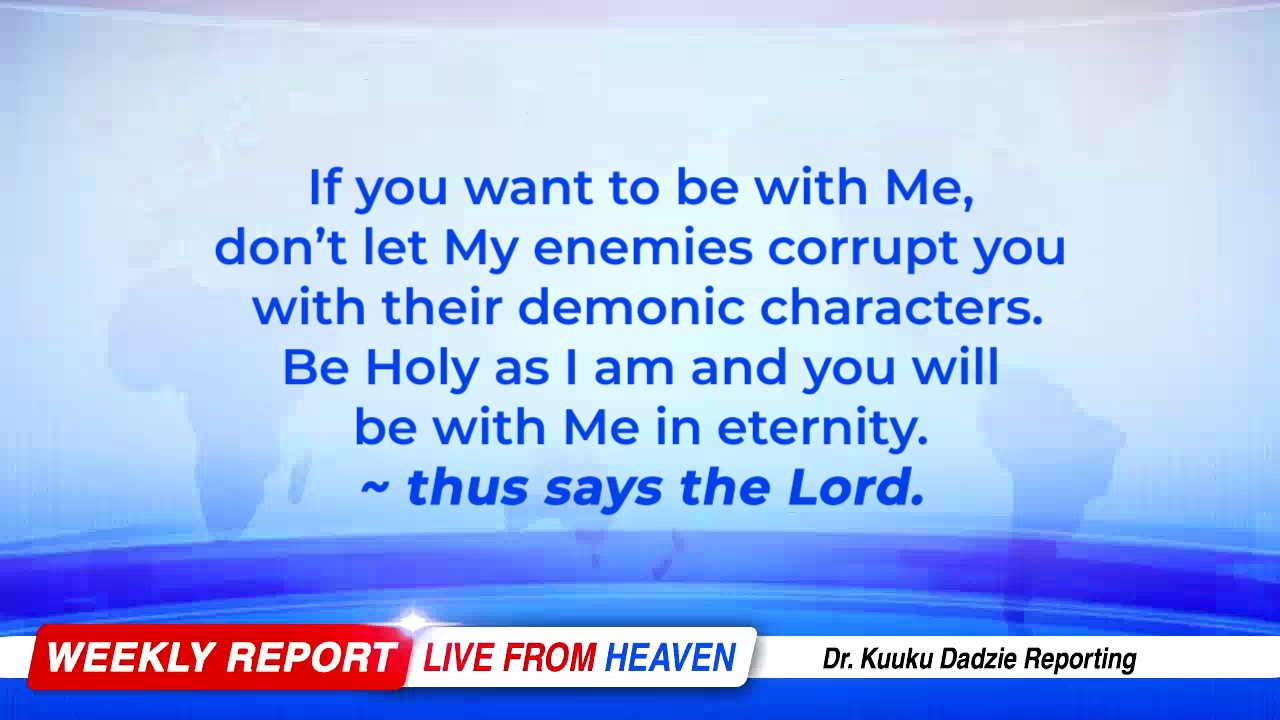 If you want to be with Me,
don’t let My enemies corrupt you
with their demonic characters.
Be Holy as I am and you will
be with Me in eternity.
~ thus says the Lord.
WEEKLY REPORT LIVE FROM HEAVEN Dr. Kuuku Dadzie Reporting